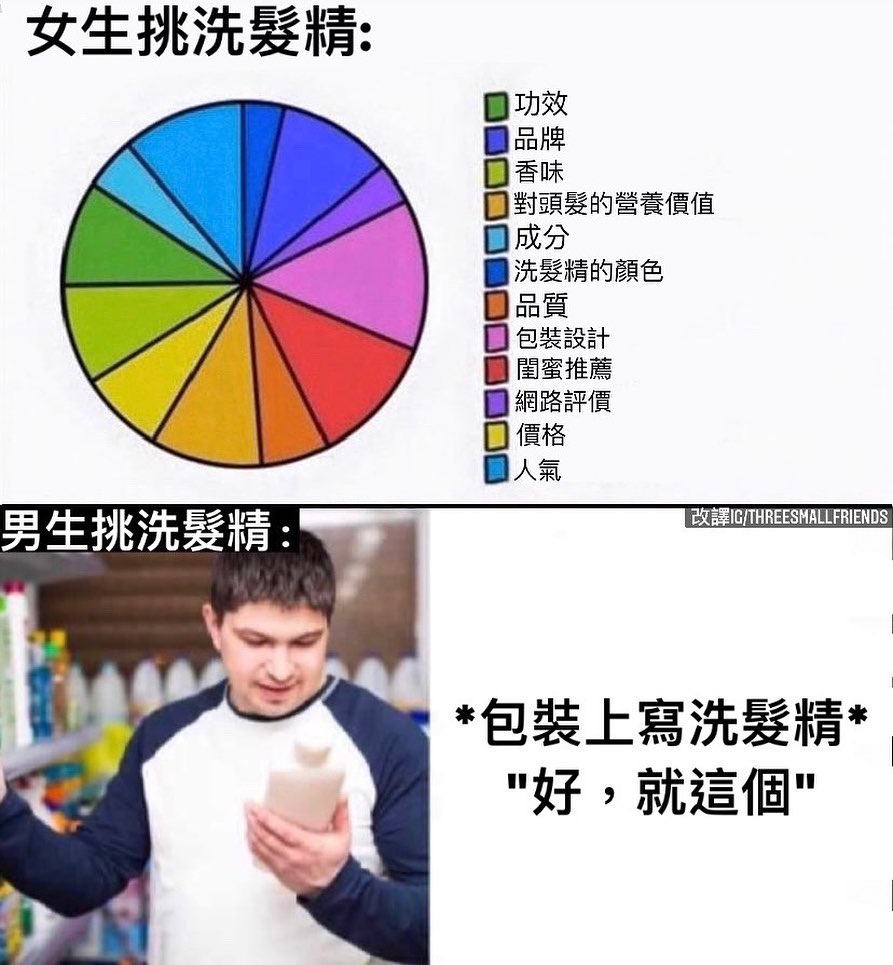 女生挑洗髮精:
功效
品牌
香味
對頭髮的營養價值
成分
洗髮精的顏色
品質
包裝設計
閨蜜推薦
網路評價
價格
人氣
男生挑洗髮精:
改譯IG/THREESMALLFRIENDS
*包裝上寫洗髮精*
"好，就這個"